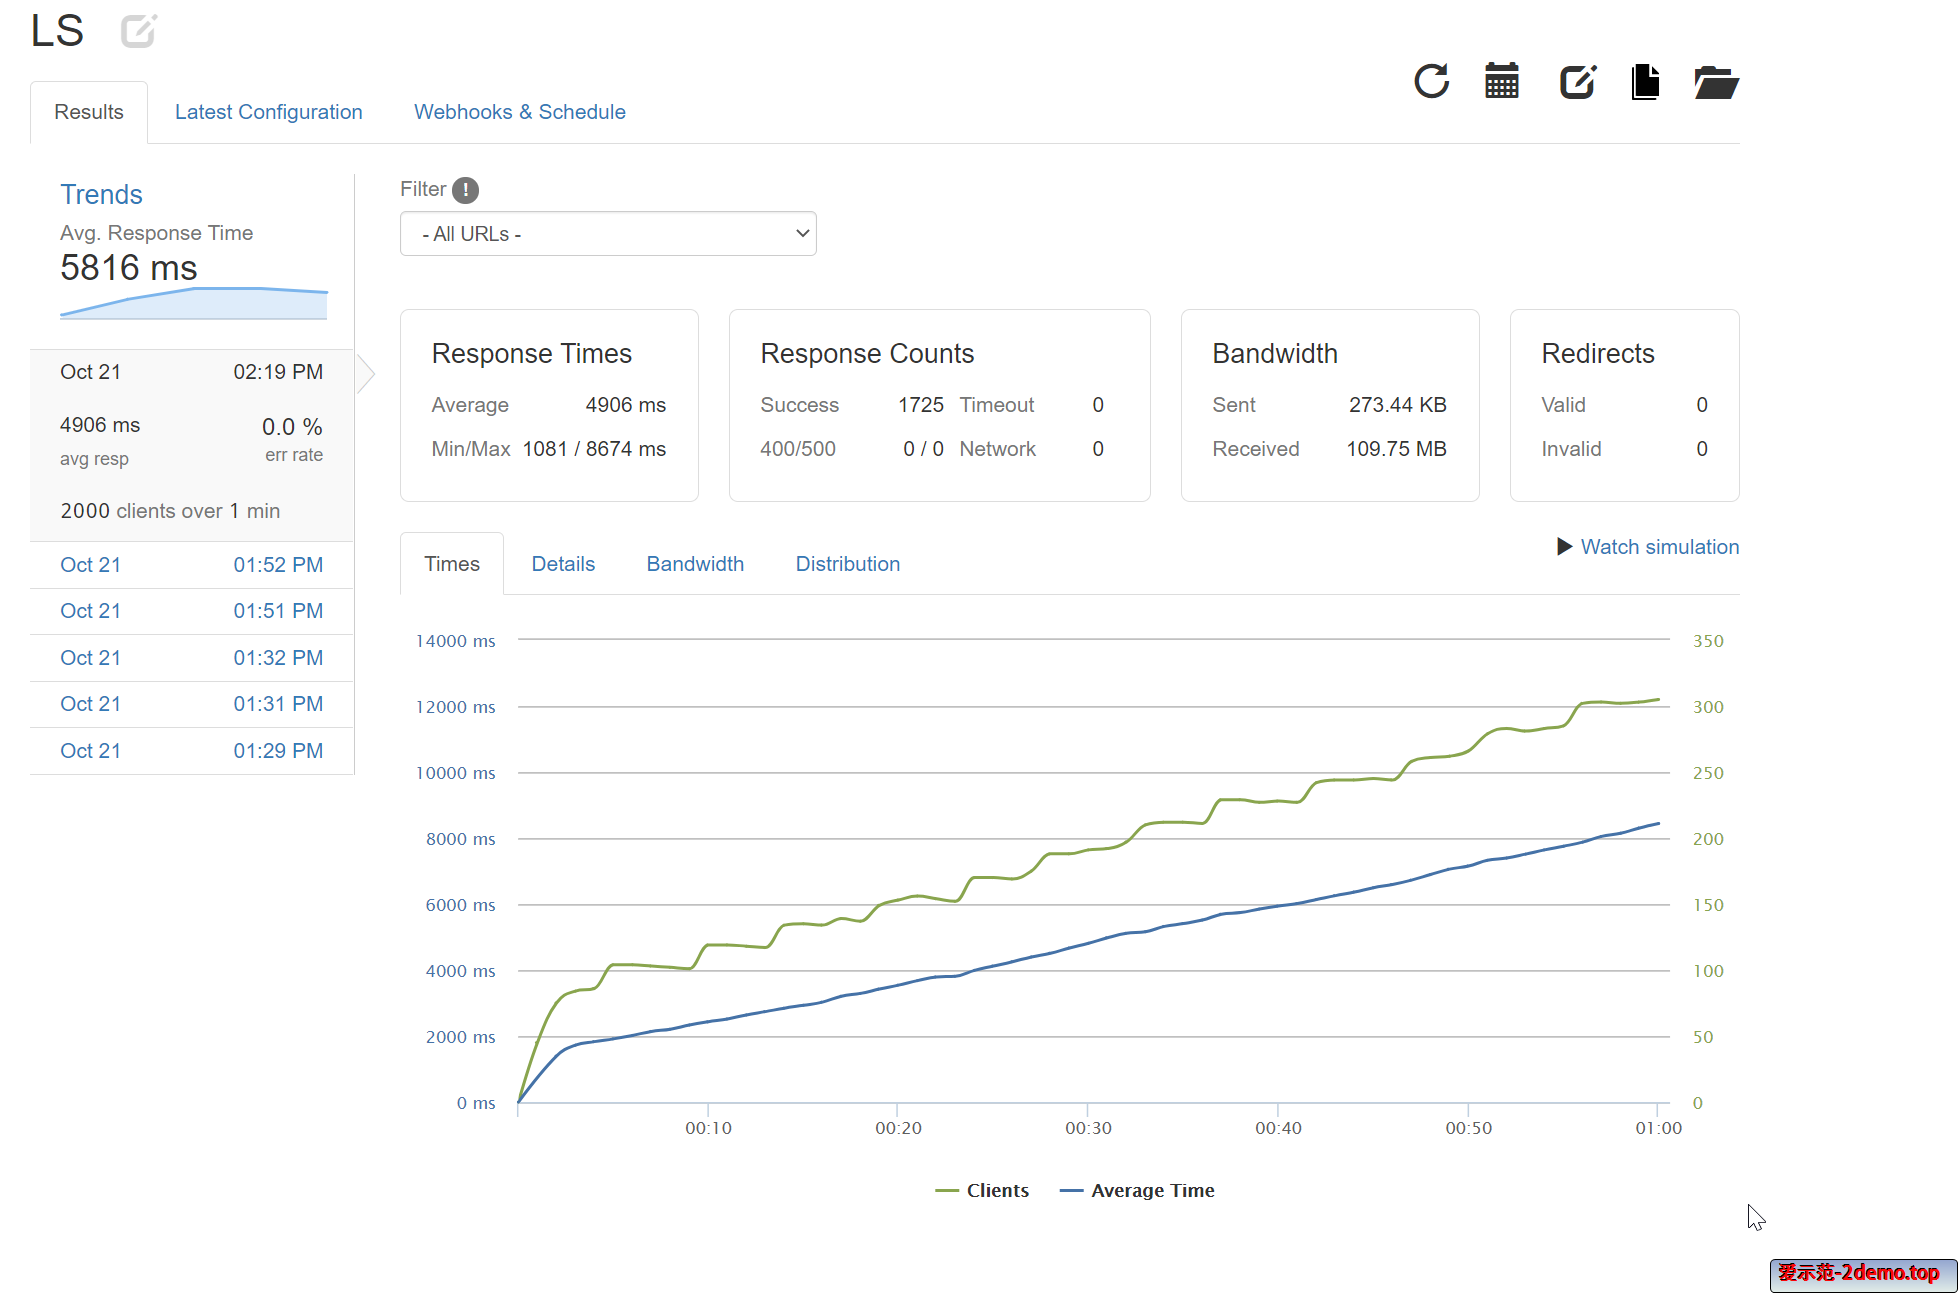 LS
Results Latest Configuration Webhooks & Schedule
Trends
Avg. Response Time
5816 ms
Oct 21 02:19 PM
4906 ms 0.0 %
avg resp err rate
2000 clients over 1 min
Oct 21 01:52 PM
Oct 21 01:51 PM
Oct 21 01:32 PM
Oct 21 01:31 PM
Oct 21 01:29 PM
Filter !
- All URLs -
Response Times
Average 4906 ms
Min/Max 1081 / 8674 ms
Response Counts
Success 1725 Timeout 0
400/500 0 / 0 Network 0
Bandwidth
Sent 273.44 KB
Received 109.75 MB
Redirects
Valid 0
Invalid 0
Times Details Bandwidth Distribution
Watch simulation
14000 ms 350
12000 ms 300
10000 ms 250
8000 ms 200
6000 ms 150
4000 ms 100
2000 ms 50
0 ms 0
00:10 00:20 00:30 00:40 00:50 01:00
Clients Average Time
爱示范-2demo.top